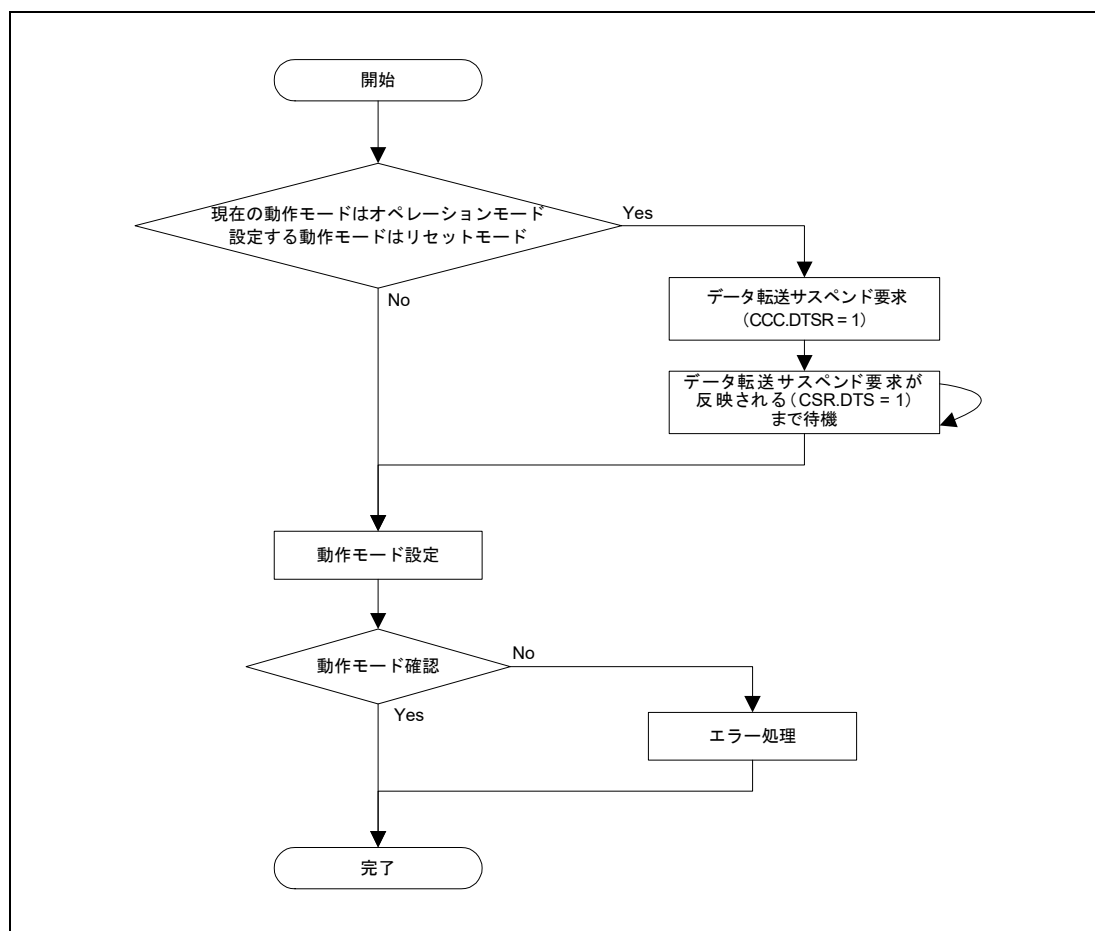 開始
現在の動作モードはオペレーションモード
設定する動作モードはリセットモード
Yes
No
データ転送サスペンド要求
（CCC.DTSR = 1）
データ転送サスペンド要求が
反映される（CSR.DTS = 1）
まで待機
動作モード設定
動作モード確認
No
Yes
エラー処理
完了